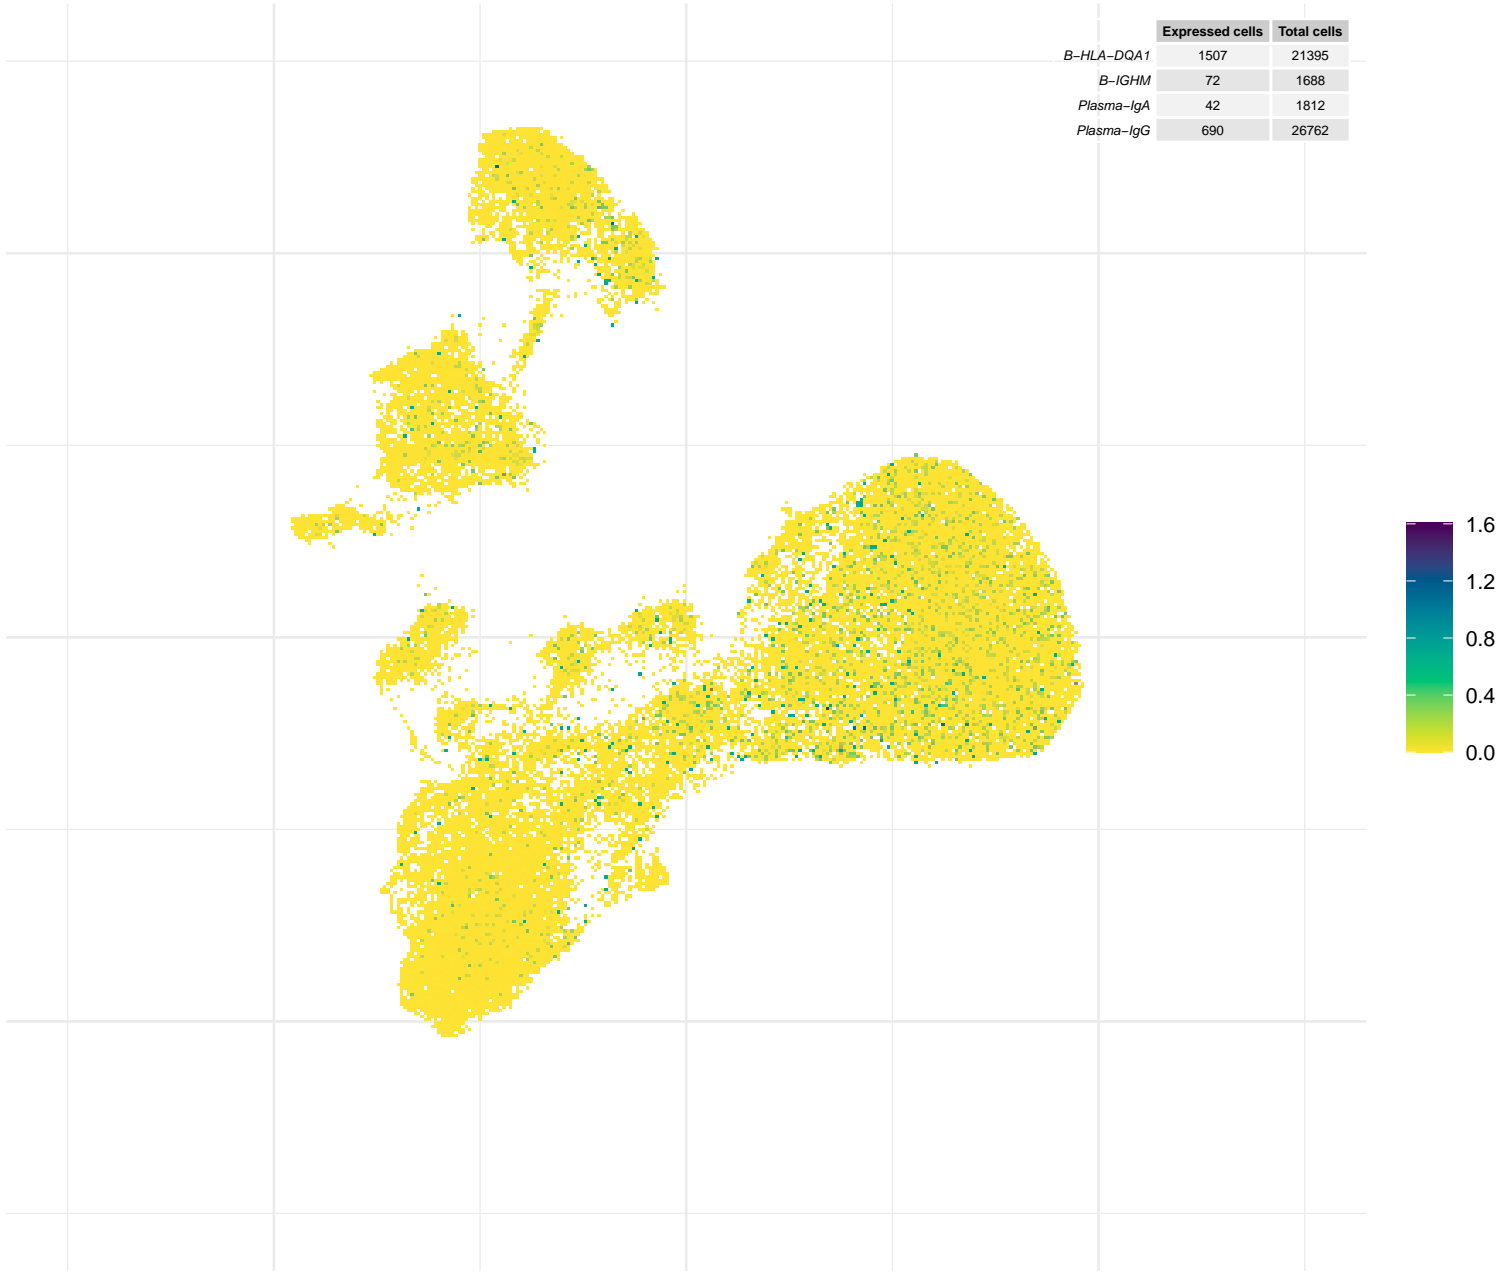 Expressed cells Total cells
B−HLA−DQA1 1507 21395
B−IGHM 72 1688
Plasma−IgA 42 1812
Plasma−IgG 690 26762
1.6
1.2
0.8
0.4
0.0